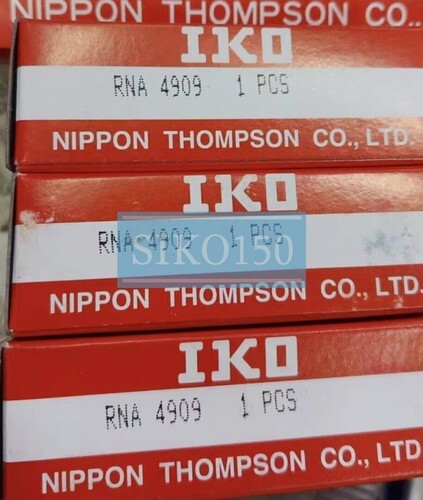 NIPPON THOMPSON CO.
IKO
RNA 4909 1 PCS
NIPPON THOMPSON CO., LTD.
IKO
RNA 4909 1 PCS
SIKO150
NIPPON THOMPSON CO., LTD.
IKO
RNA 4909 1 PCS
NIPPON THOMPSON CO., LTD.